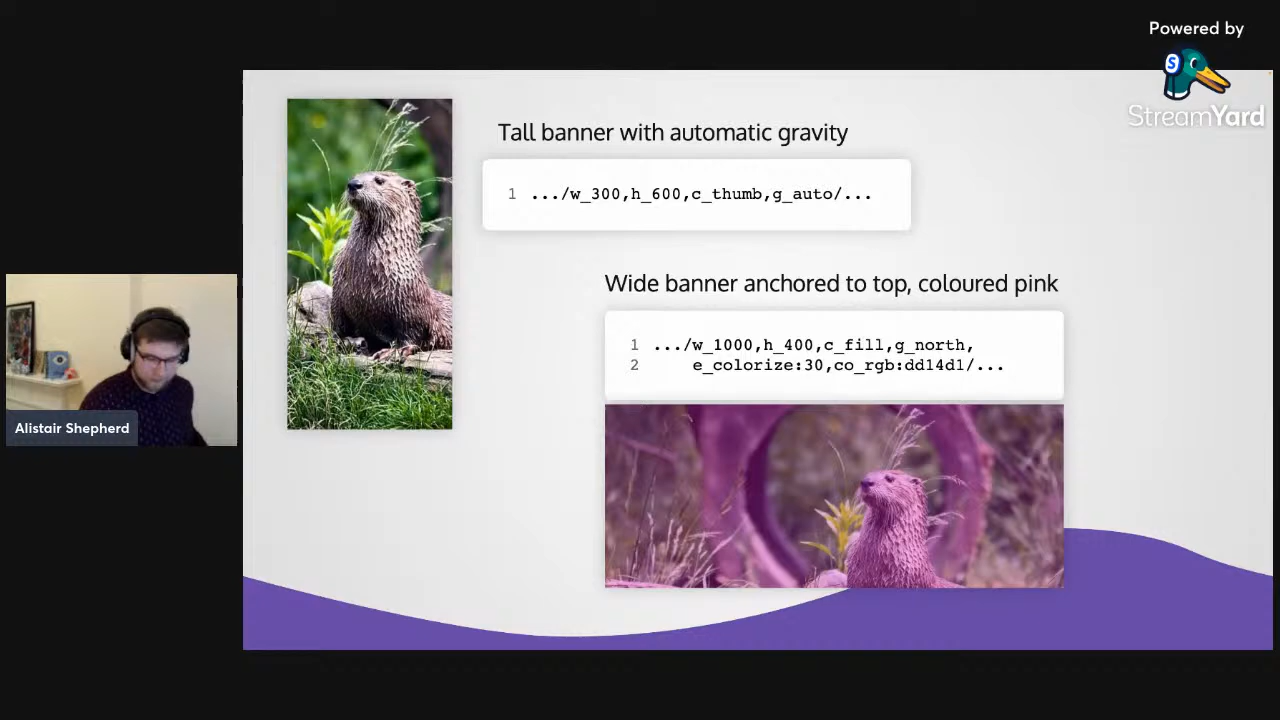 Powered by
StreamYard
Tall banner with automatic gravity
1 .../w_300,h_600,c_thumb,g_auto/...
Wide banner anchored to top, coloured pink
1 .../w_1000,h_400,c_fill,g_north,
2 e_colorize:30,co_rgb:dd14d1/...
Alistair Shepherd